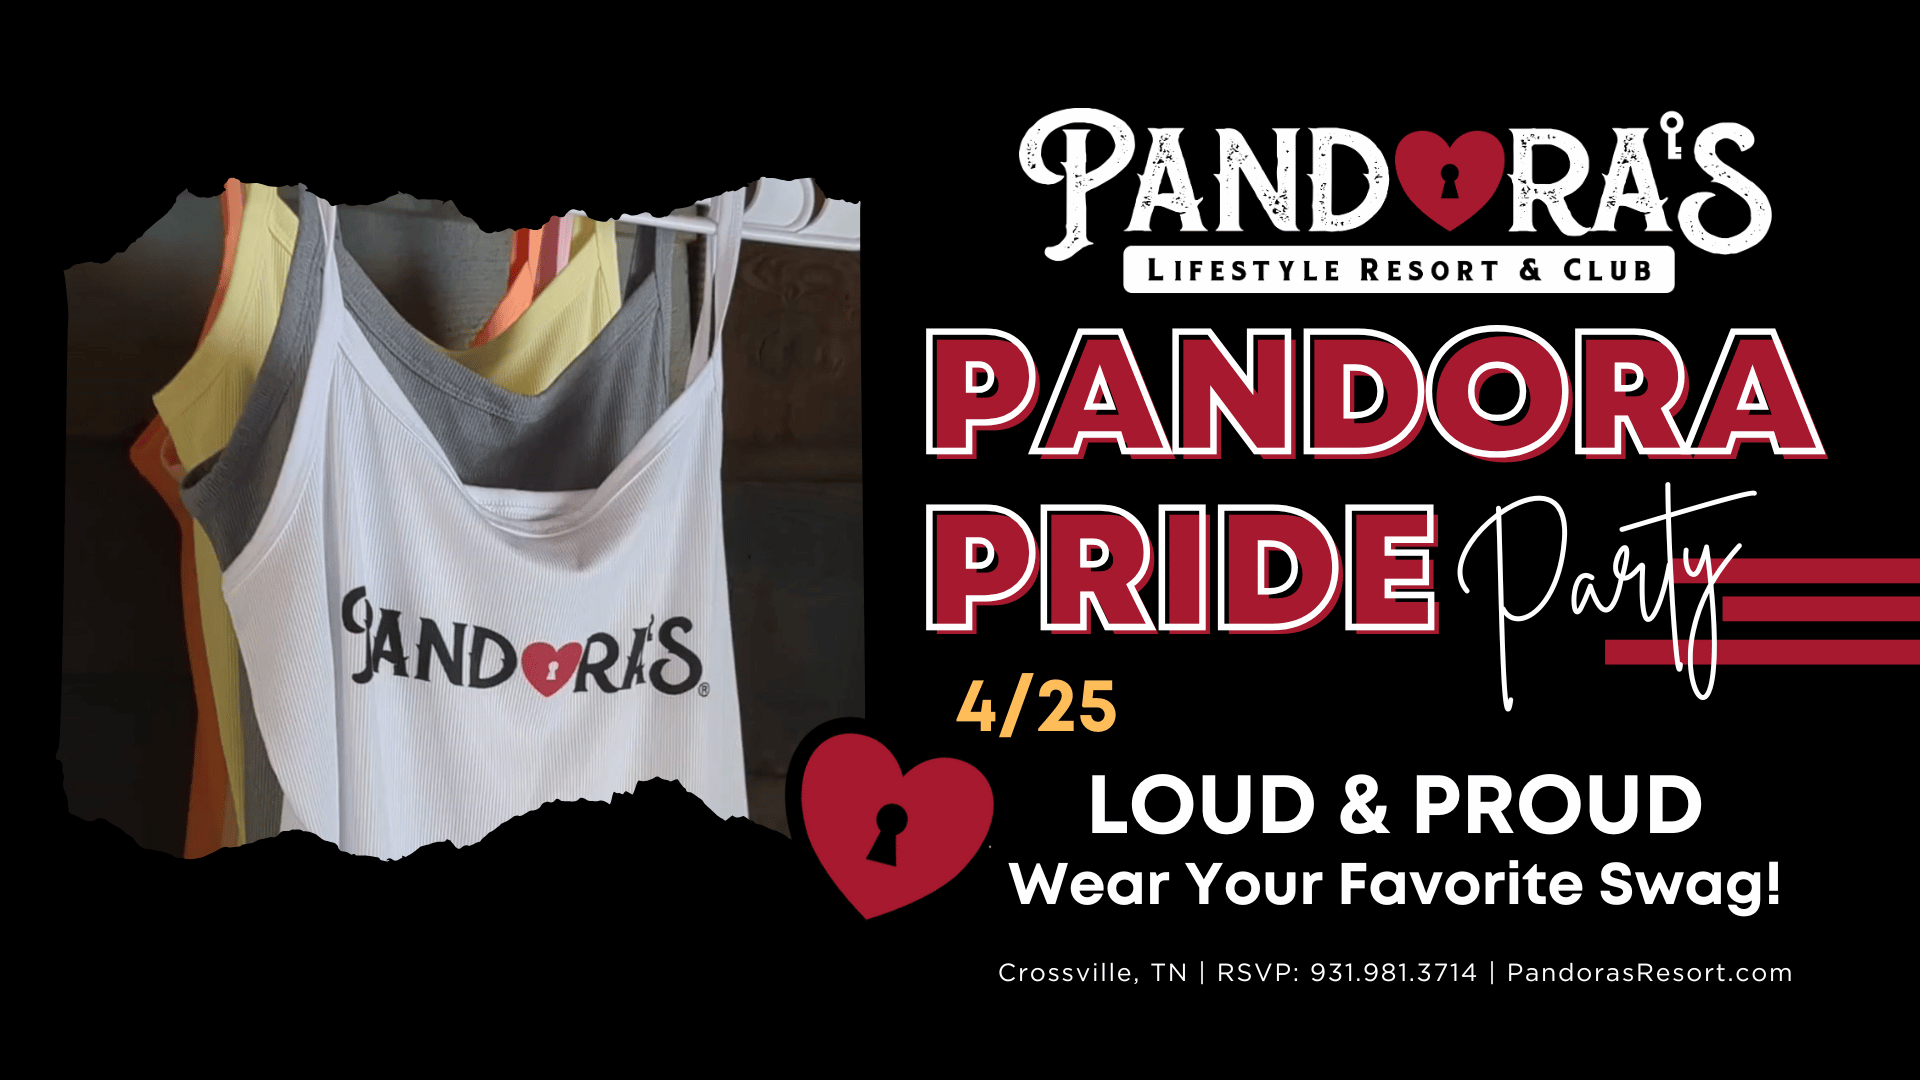 PANDORA'S
LIFESTYLE RESORT & CLUB
PANDORA
PRIDE Party
4/25
LOUD & PROUD
Wear Your Favorite Swag!
Crossville, TN | RSVP: 931.981.3714 | PandorasResort.com
PANDORA'S®